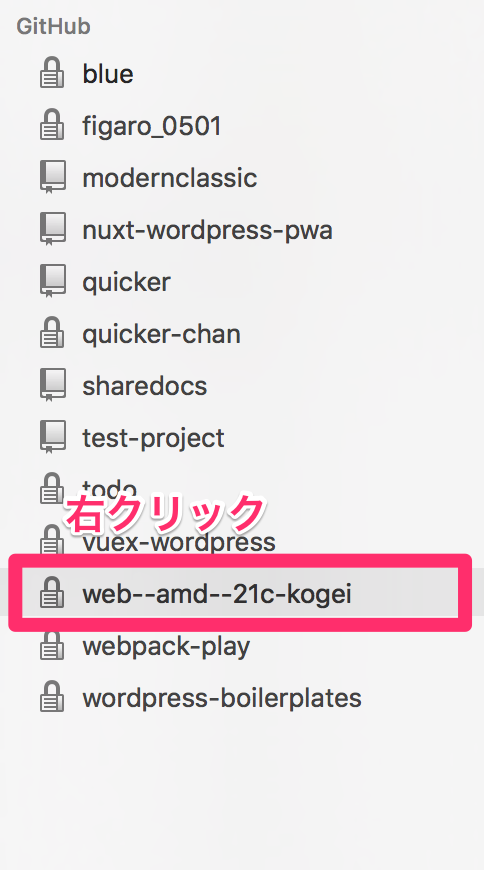 GitHub
blue
figaro_0501
modernclassic
nuxt-wordpress-pwa
quicker
quicker-chan
sharedocs
test-project
todo
右クリック
vuex-wordpress
web--amd--21c-kogei
webpack-play
wordpress-boilerplates